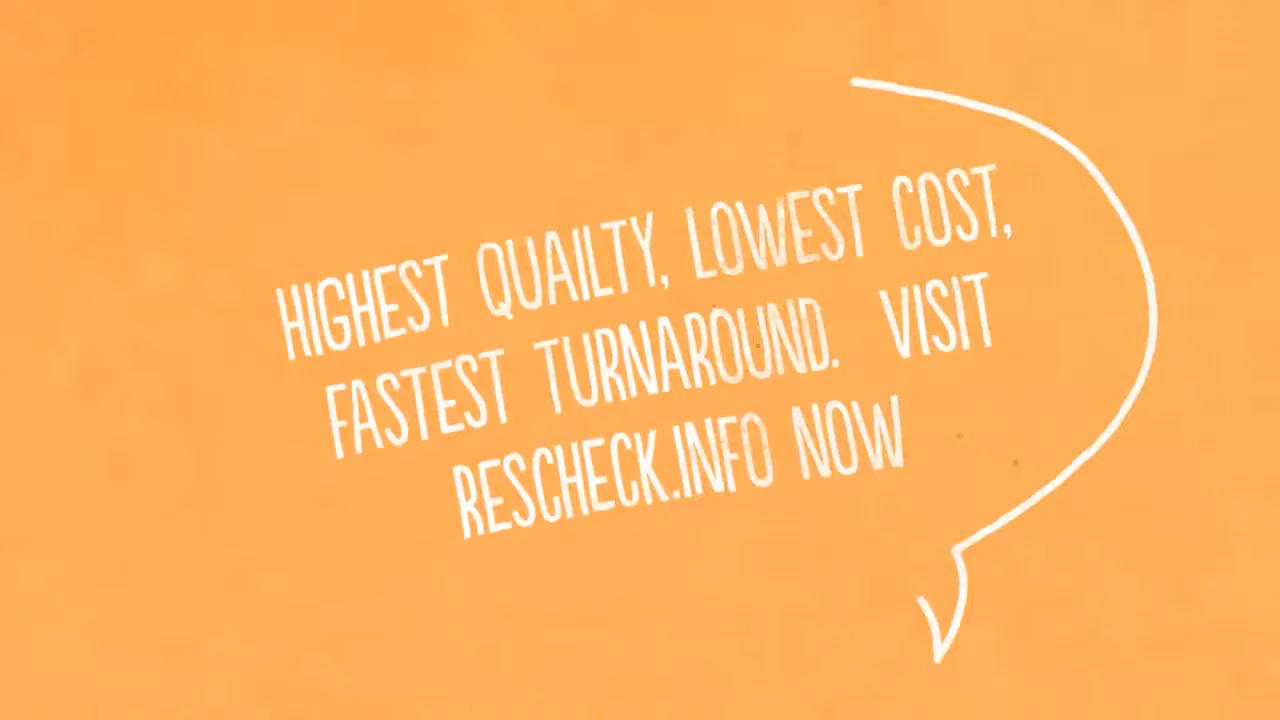 HIGHEST QUAILTY, LOWEST COST,
FASTEST TURNAROUND. VISIT
RESCHECK.INFO NOW